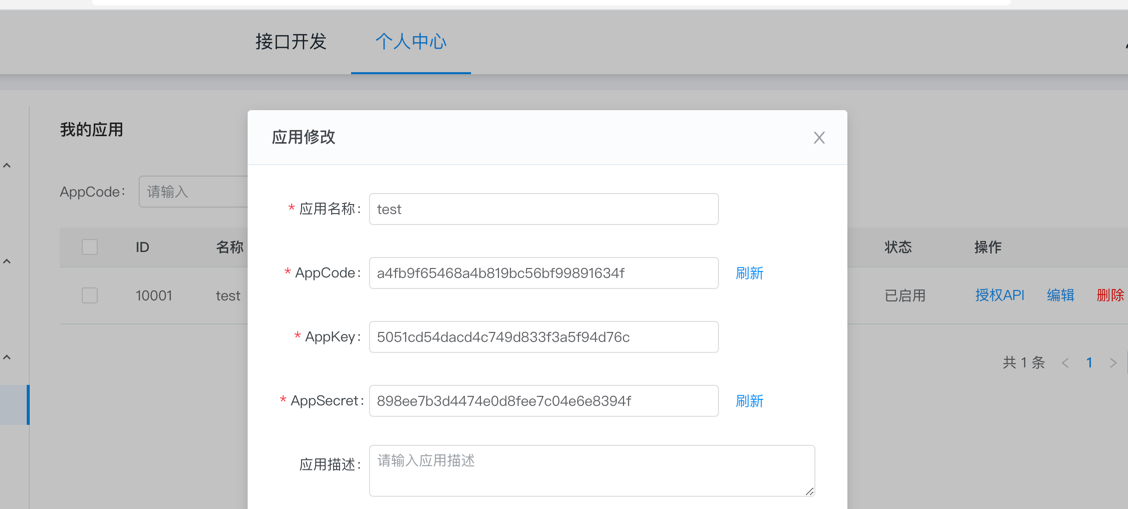 接口开发 个人中心
我的应用
应用修改
AppCode： 请输入
* 应用名称： test
ID 名称 状态 操作
* AppCode： a4fb9f65468a4b819bc56bf99891634f 刷新
10001 test 已启用 授权API 编辑 删除
* AppKey： 5051cd54dacd4c749d833f3a5f94d76c
共 1 条 < 1 >
* AppSecret： 898ee7b3d4474e0d8fee7c04e6e8394f 刷新
应用描述： 请输入应用描述